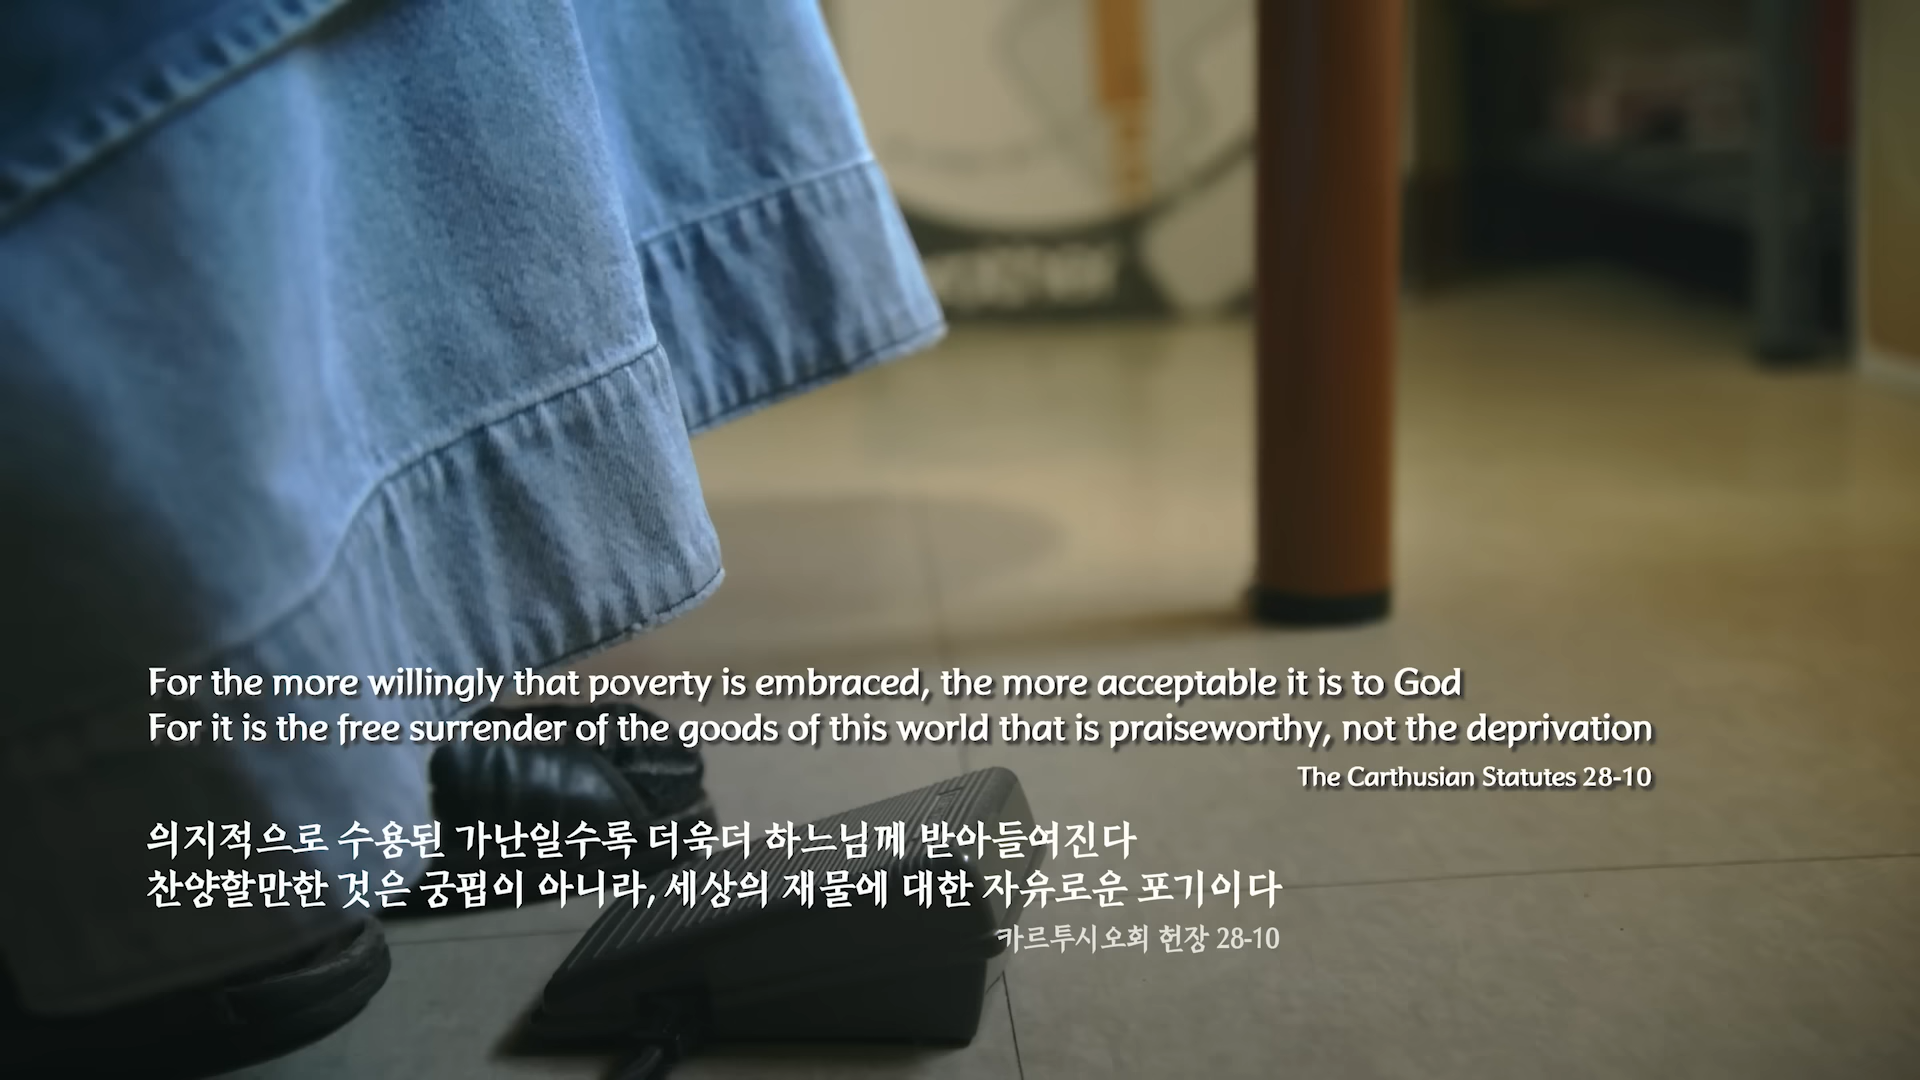 For the more willingly that poverty is embraced, the more acceptable it is to God
For it is the free surrender of the goods of this world that is praiseworthy, not the deprivation
The Carthusian Statutes 28-10
의지적으로 수용된 가난일수록 더욱더 하느님께 받아들여진다
찬양할만한 것은 궁핍이 아니라, 세상의 재물에 대한 자유로운 포기이다
카르투시오회 헌장 28-10